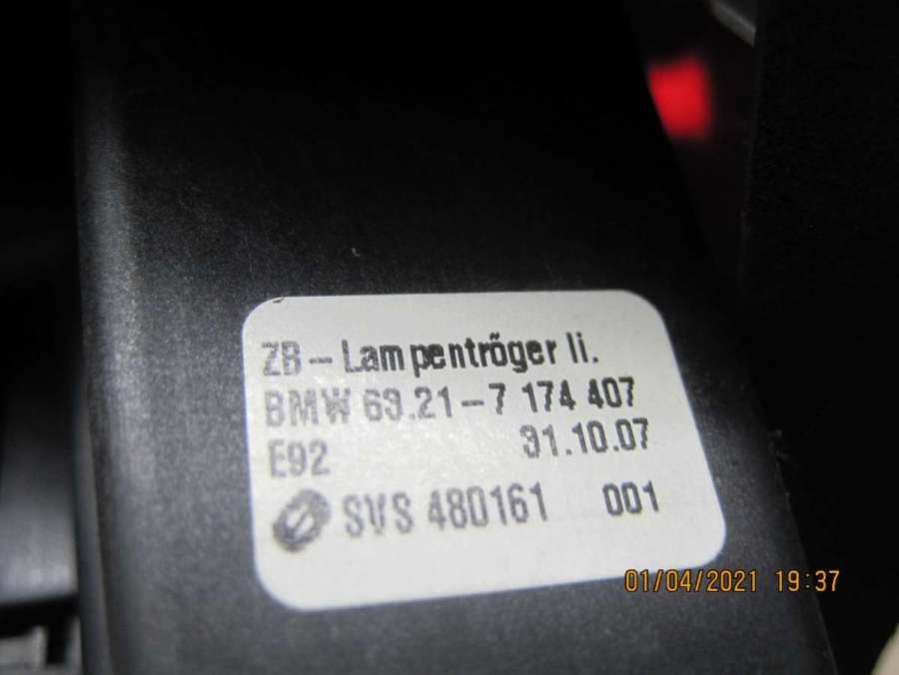 ZB - Lampentröger li.
BMW 63.21-7 174 407
E92 31.10.07
SVS 480161 001
01/04/2021 19:37